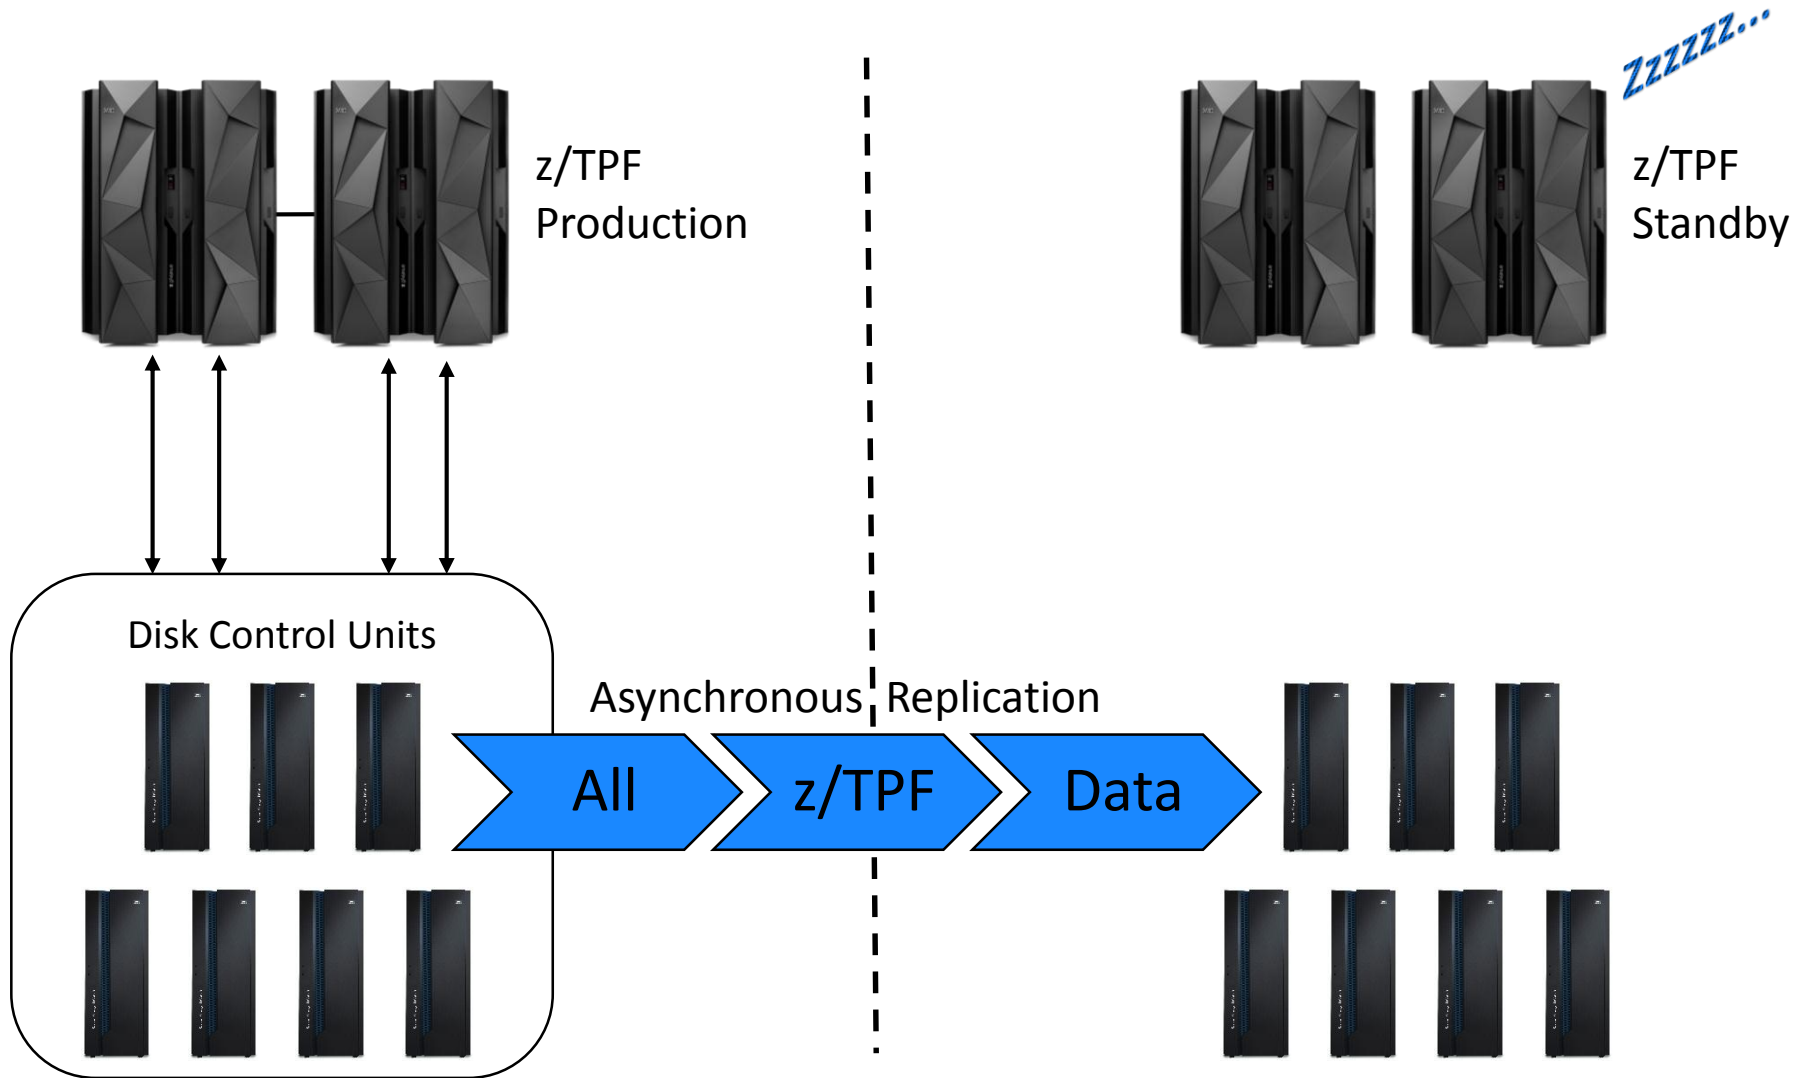 Zzzzzz...
z/TPF
Production
z/TPF
Standby
Disk Control Units
Asynchronous Replication
All z/TPF Data